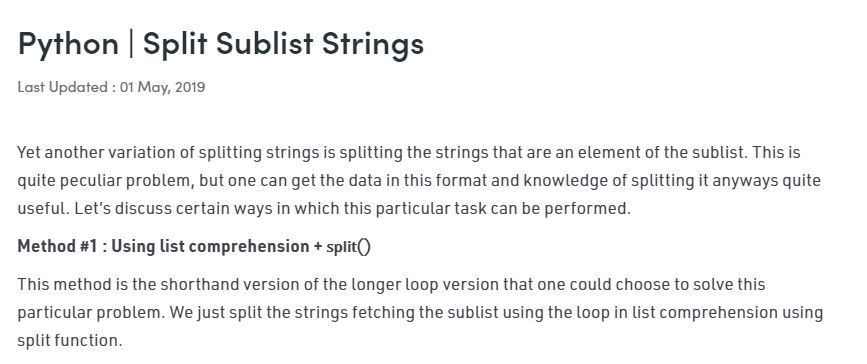 Python | Split Sublist Strings
Last Updated : 01 May, 2019
Yet another variation of splitting strings is splitting the strings that are an element of the sublist. This is
quite peculiar problem, but one can get the data in this format and knowledge of splitting it anyways quite
useful. Let’s discuss certain ways in which this particular task can be performed.
Method #1 : Using list comprehension + split()
This method is the shorthand version of the longer loop version that one could choose to solve this
particular problem. We just split the strings fetching the sublist using the loop in list comprehension using
split function.